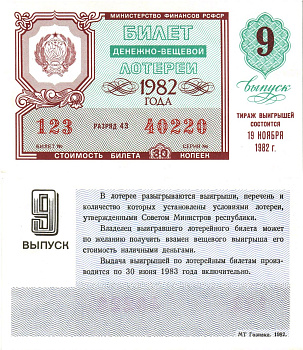 МИНИСТЕРСТВО ФИНАНСОВ РСФСР
БИЛЕТ
ДЕНЕЖНО-ВЕЩЕВОЙ
ЛОТЕРЕИ
1982
ГОДА
123 РАЗРЯД 43 40220
БИЛЕТ № СЕРИЯ №
СТОИМОСТЬ БИЛЕТА 30 КОПЕЕК
9
выпуск
ТИРАЖ ВЫИГРЫШЕЙ
СОСТОИТСЯ
19 НОЯБРЯ
1982 г.
9
ВЫПУСК
В лотерее разыгрываются выигрыши, перечень и
количество которых установлены условиями лотереи,
утвержденными Советом Министров республики.
Владелец выигравшего лотерейного билета может
по желанию получить взамен вещевого выигрыша его
стоимость наличными деньгами.
Выдача выигрышей по лотерейным билетам произ-
водится по 30 июня 1983 года включительно.
МТ Гознака. 1982.